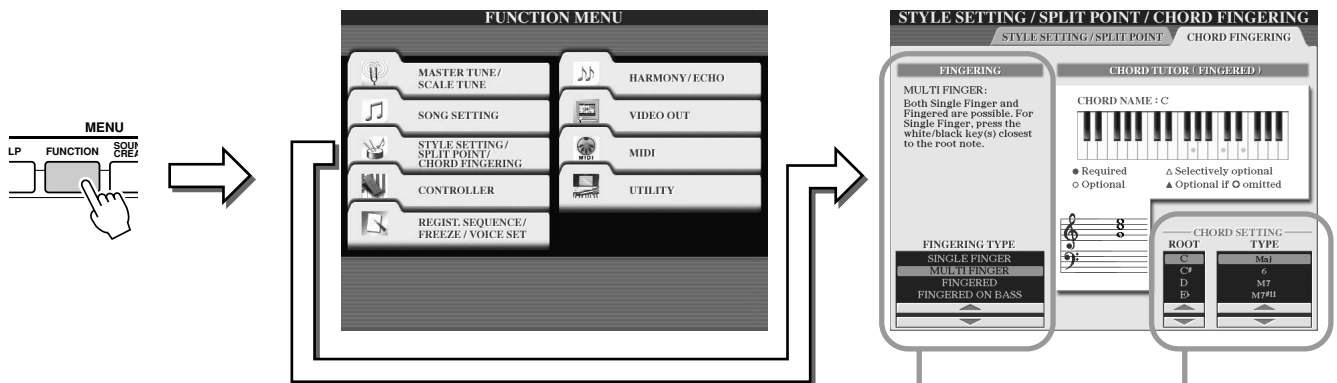 MENU
LP
FUNCTION
FUNCTION MENU
MASTER TUNE /
SCALE TUNE
SONG SETTING
STYLE SETTING /
SPLIT POINT /
CHORD FINGERING
CONTROLLER
REGIST. SEQUENCE /
FREEZE / VOICE SET
HARMONY / ECHO
VIDEO OUT
MIDI
MIDI
UTILITY
STYLE SETTING / SPLIT POINT / CHORD FINGERING
STYLE SETTING / SPLIT POINT
CHORD FINGERING
FINGERING
MULTI FINGER:
Both Single Finger and
Fingered are possible. For
Single Finger, press the
white/black key(s) closest
to the root note.
FINGERING TYPE
SINGLE FINGER
MULTI FINGER
FINGERED
FINGERED ON BASS
CHORD TUTOR ( FINGERED )
CHORD NAME : C
● Required
△ Selectively optional
○ Optional
▲ Optional if O omitted
CHORD SETTING
ROOT
C
C♯
D
E♭
TYPE
Maj
6
M7
M7♯11